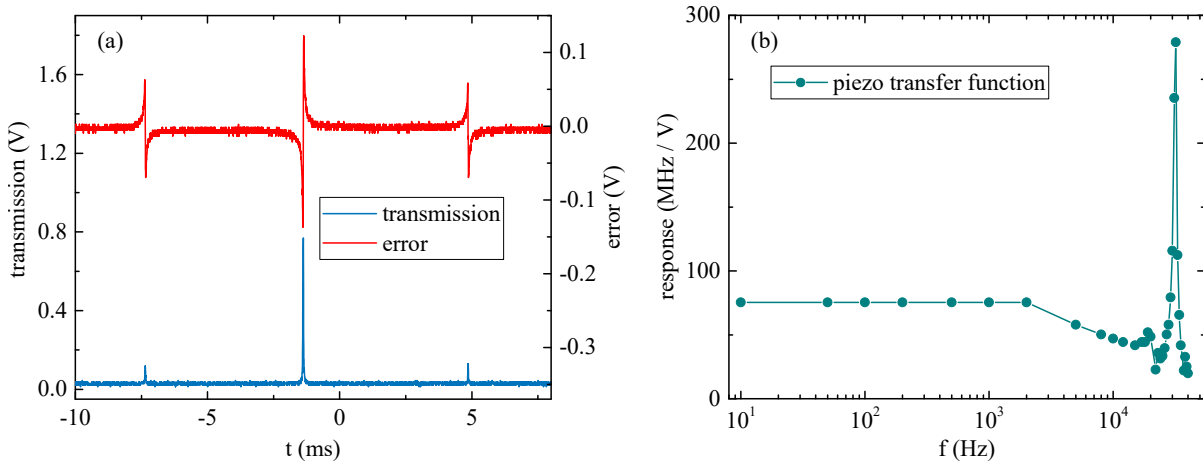 (a)
1.6
1.2
0.8
0.4
0.0
transmission (V)
-10
-5
0
5
t (ms)
0.1
0.0
-0.1
-0.2
-0.3
error (V)
transmission
error
(b)
300
200
100
0
response (MHz / V)
piezo transfer function
10¹
10²
10³
10⁴
f (Hz)